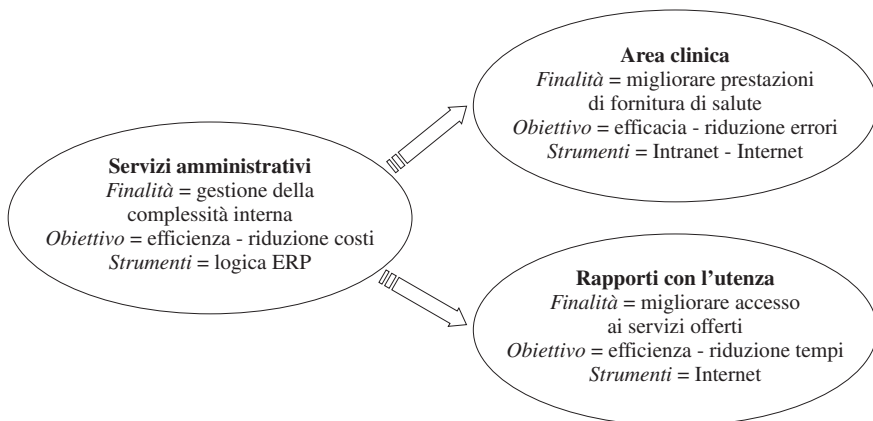 Servizi amministrativi
Finalità = gestione della
complessità interna
Obiettivo = efficienza - riduzione costi
Strumenti = logica ERP
Area clinica
Finalità = migliorare prestazioni
di fornitura di salute
Obiettivo = efficacia - riduzione errori
Strumenti = Intranet - Internet
Rapporti con l'utenza
Finalità = migliorare accesso
ai servizi offerti
Obiettivo = efficienza - riduzione tempi
Strumenti = Internet